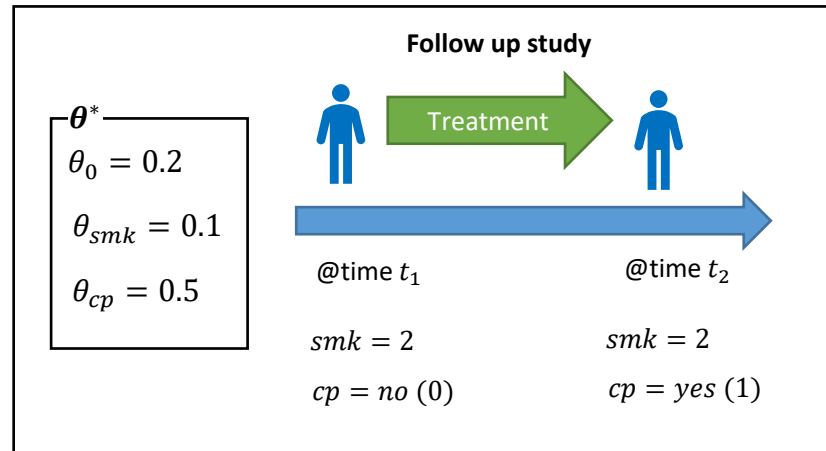 Follow up study
θ*
θ₀ = 0.2
θₛₘₖ = 0.1
θ_cp = 0.5
Treatment
@time t₁
@time t₂
smk = 2
smk = 2
cp = no (0)
cp = yes (1)